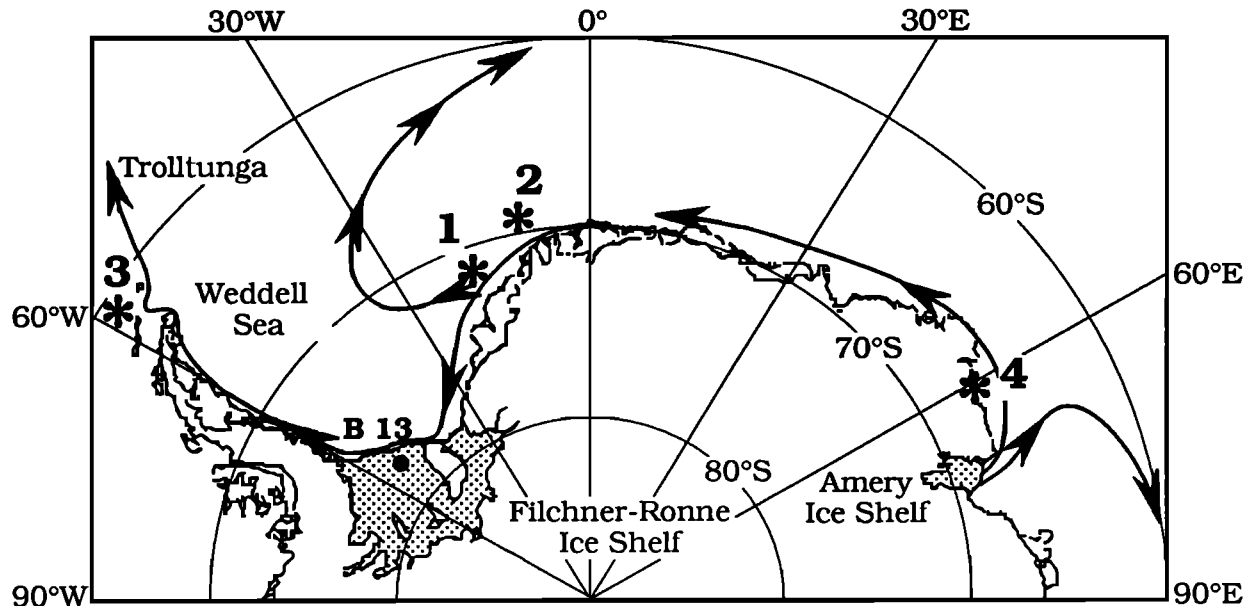 30°W
0°
30°E
Trolltunga
2
60°S
1
3
Weddell
Sea
60°E
60°W
70°S
4
B 13
80°S
Amery
Ice Shelf
Filchner-Ronne
Ice Shelf
90°W
90°E